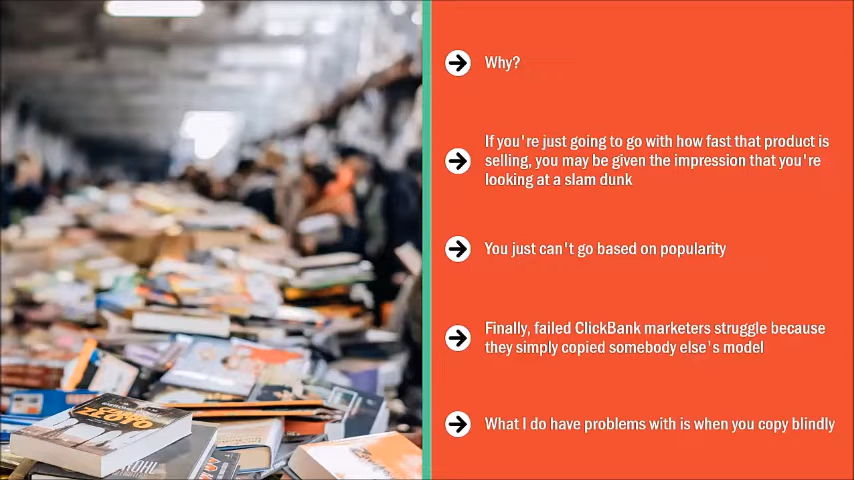 Why?
If you're just going to go with how fast that product is
selling, you may be given the impression that you're
looking at a slam dunk
You just can't go based on popularity
Finally, failed ClickBank marketers struggle because
they simply copied somebody else's model
What I do have problems with is when you copy blindly